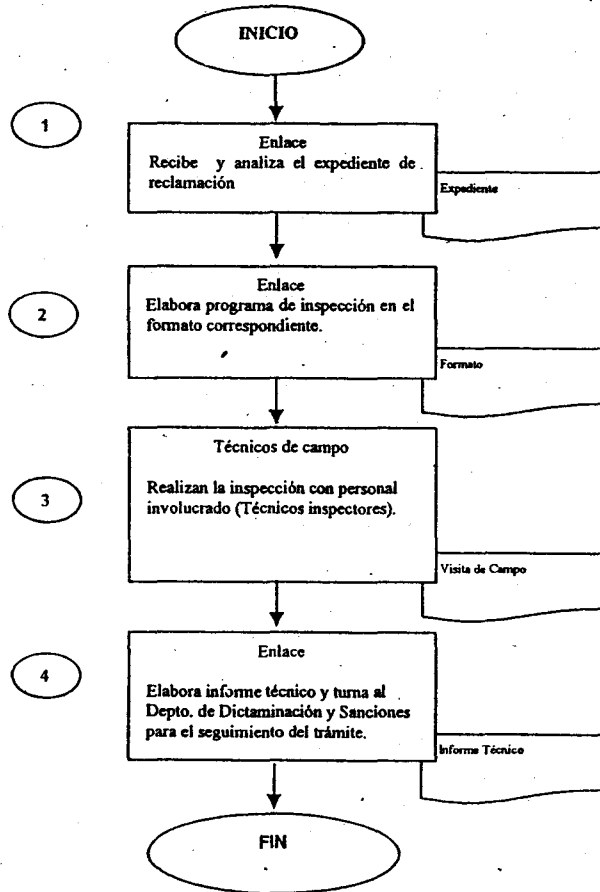 INICIO
1
Enlace
Recibe y analiza el expediente de
reclamación
Expediente
2
Enlace
Elabora programa de inspección en el
formato correspondiente.
Formato
3
Técnicos de campo
Realizan la inspección con personal
involucrado (Técnicos inspectores).
Visita de Campo
4
Enlace
Elabora informe técnico y turna al
Depto. de Dictaminación y Sanciones
para el seguimiento del trámite.
Informe Técnico
FIN